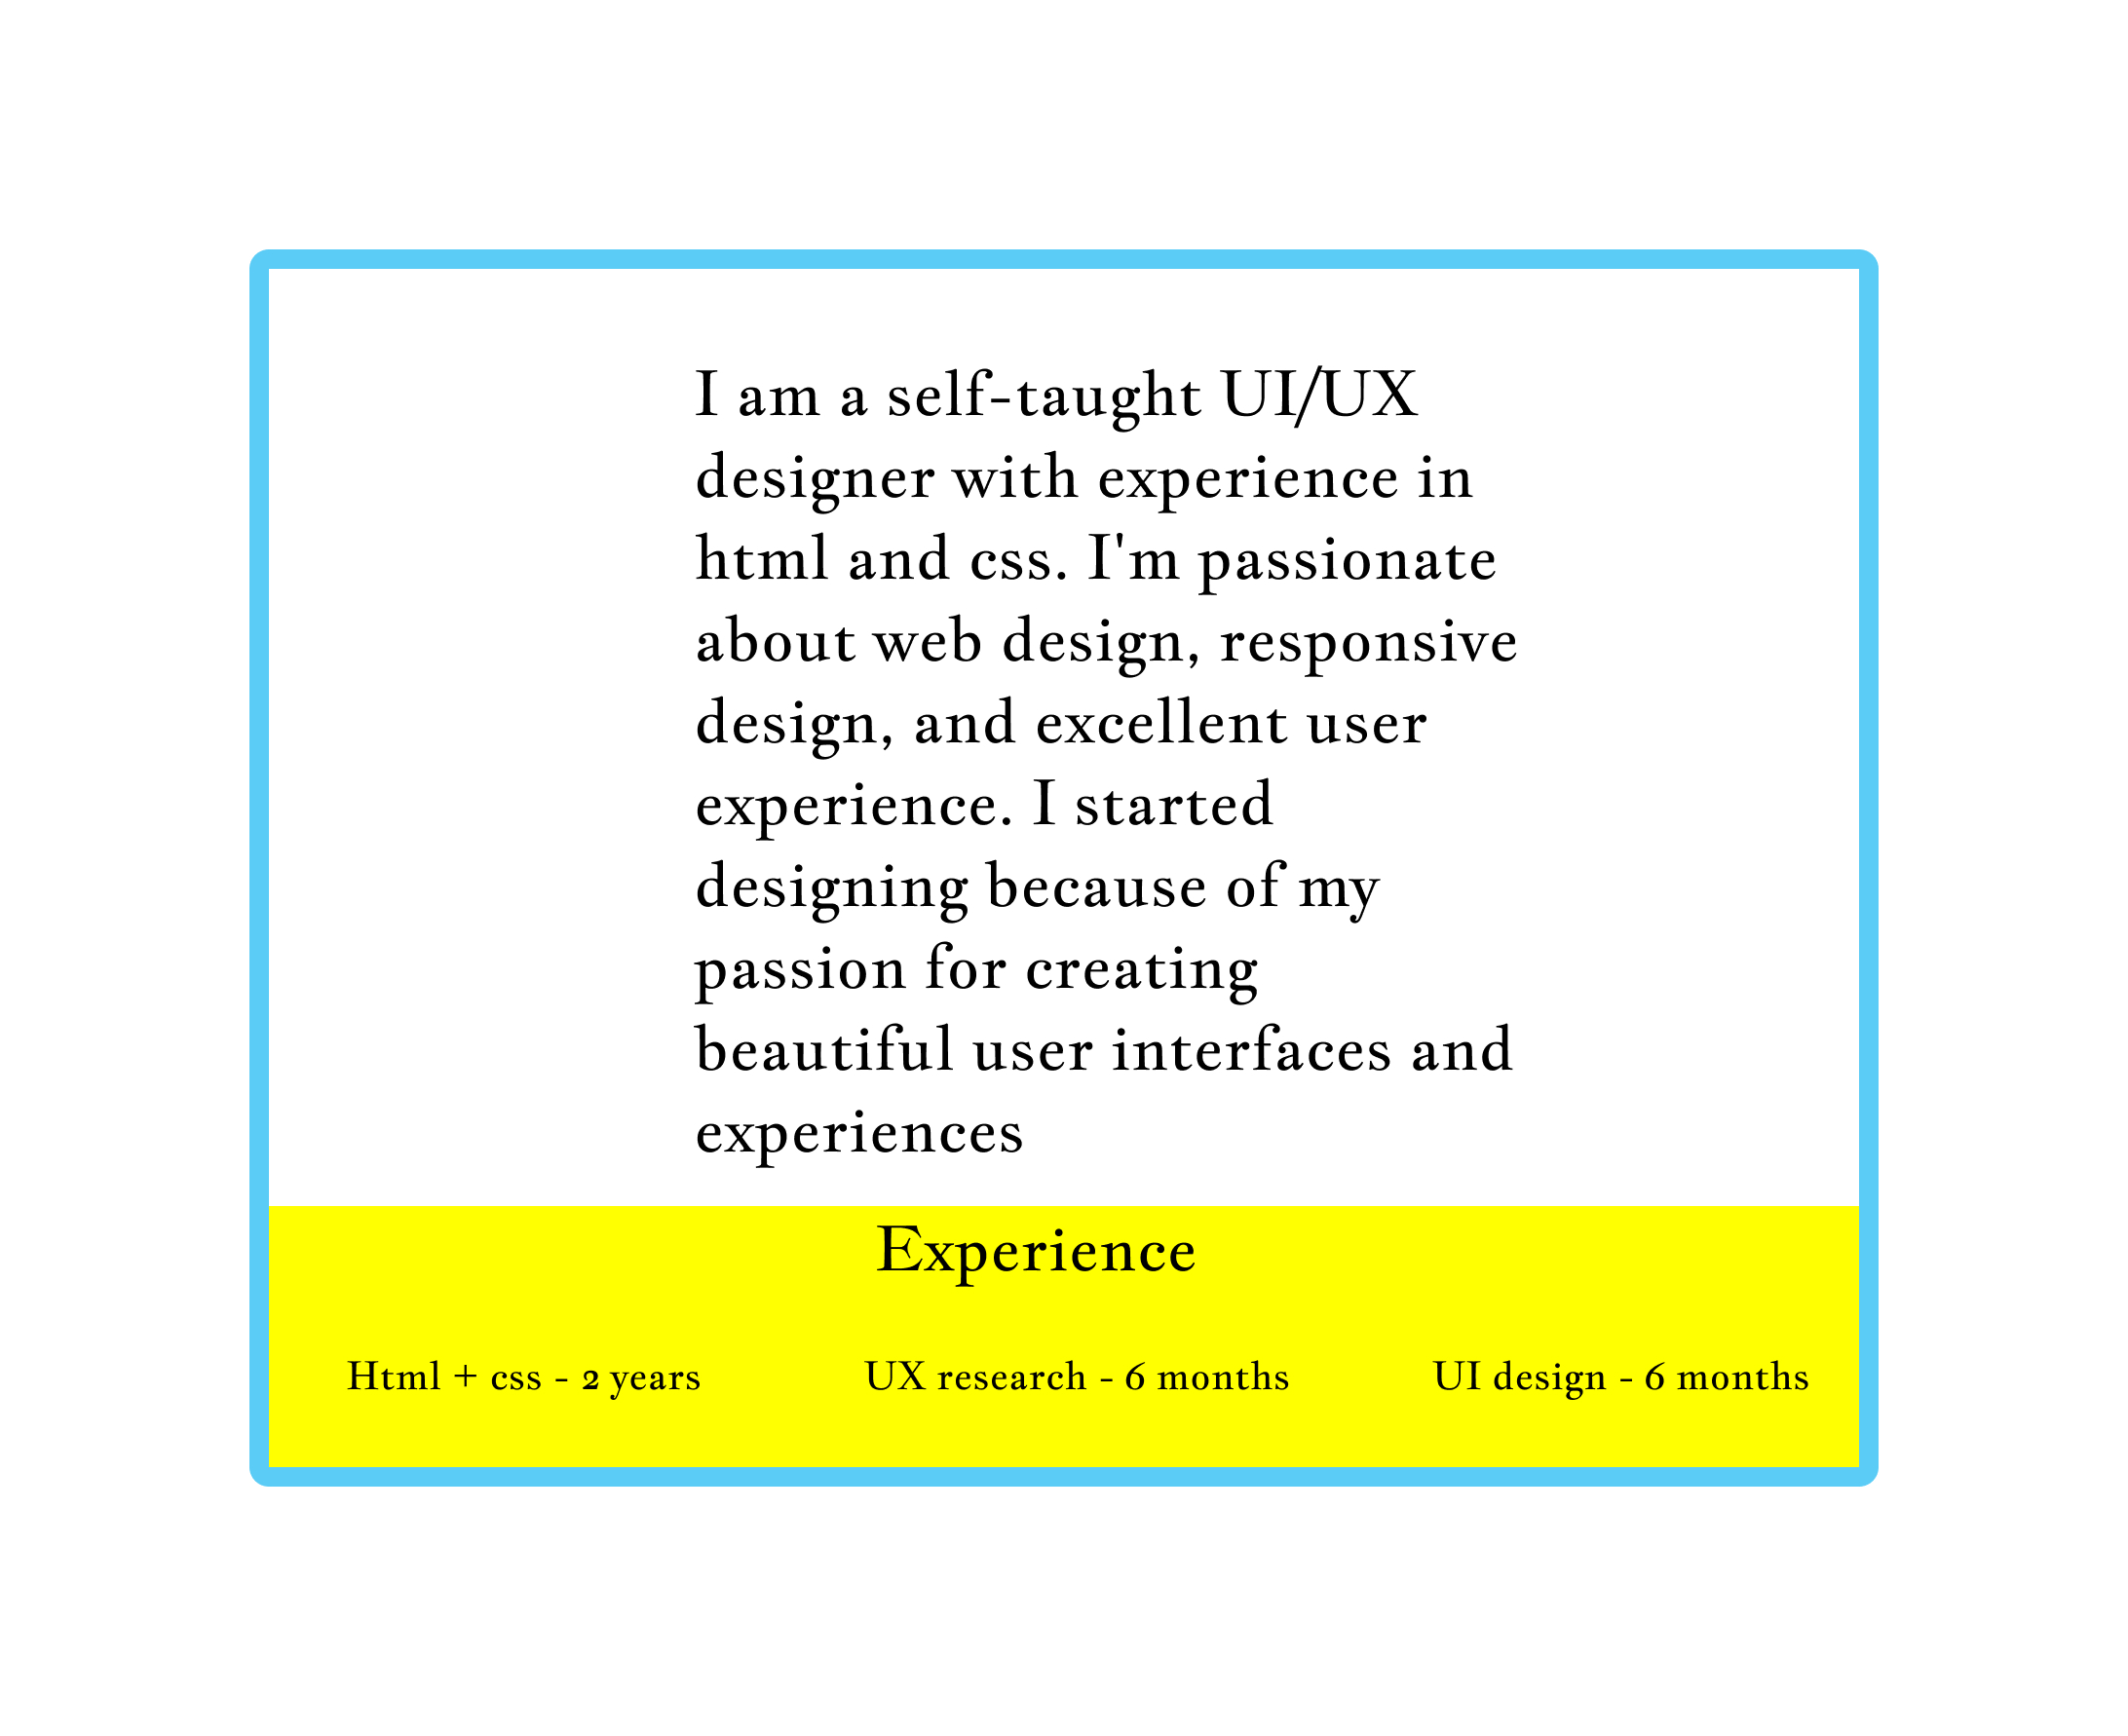 I am a self-taught UI/UX
designer with experience in
html and css. I'm passionate
about web design, responsive
design, and excellent user
experience. I started
designing because of my
passion for creating
beautiful user interfaces and
experiences
Experience
Html + css - 2 years
UX research - 6 months
UI design - 6 months